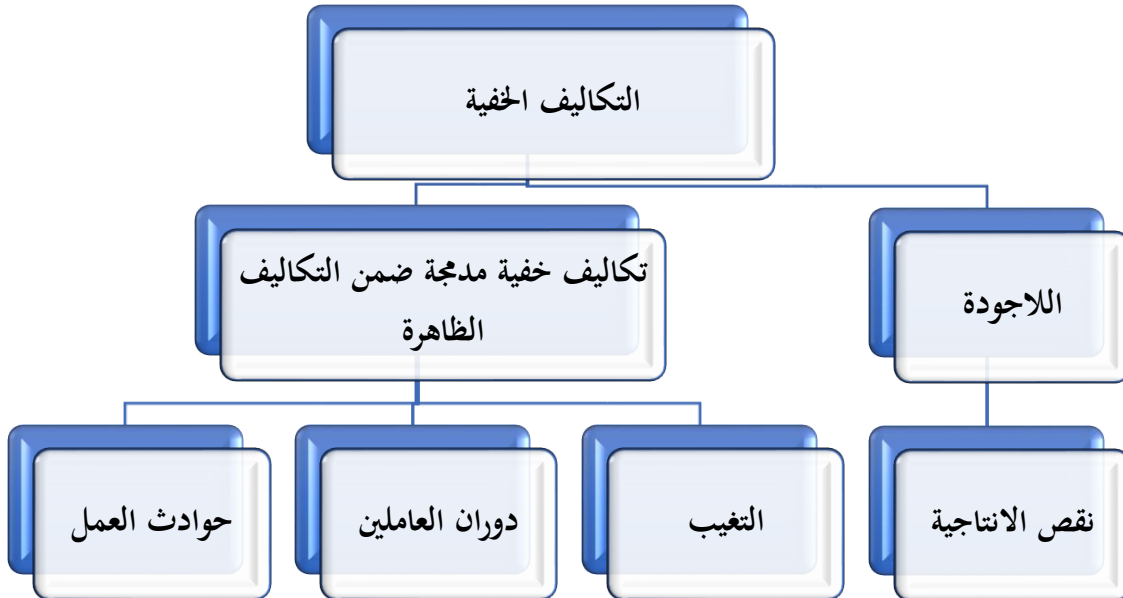 التكاليف الخفية
تكاليف خفية مدمجة ضمن التكاليف
الظاهرة
اللاجودة
نقص الانتاجية
التغيب
دوران العاملين
حوادث العمل